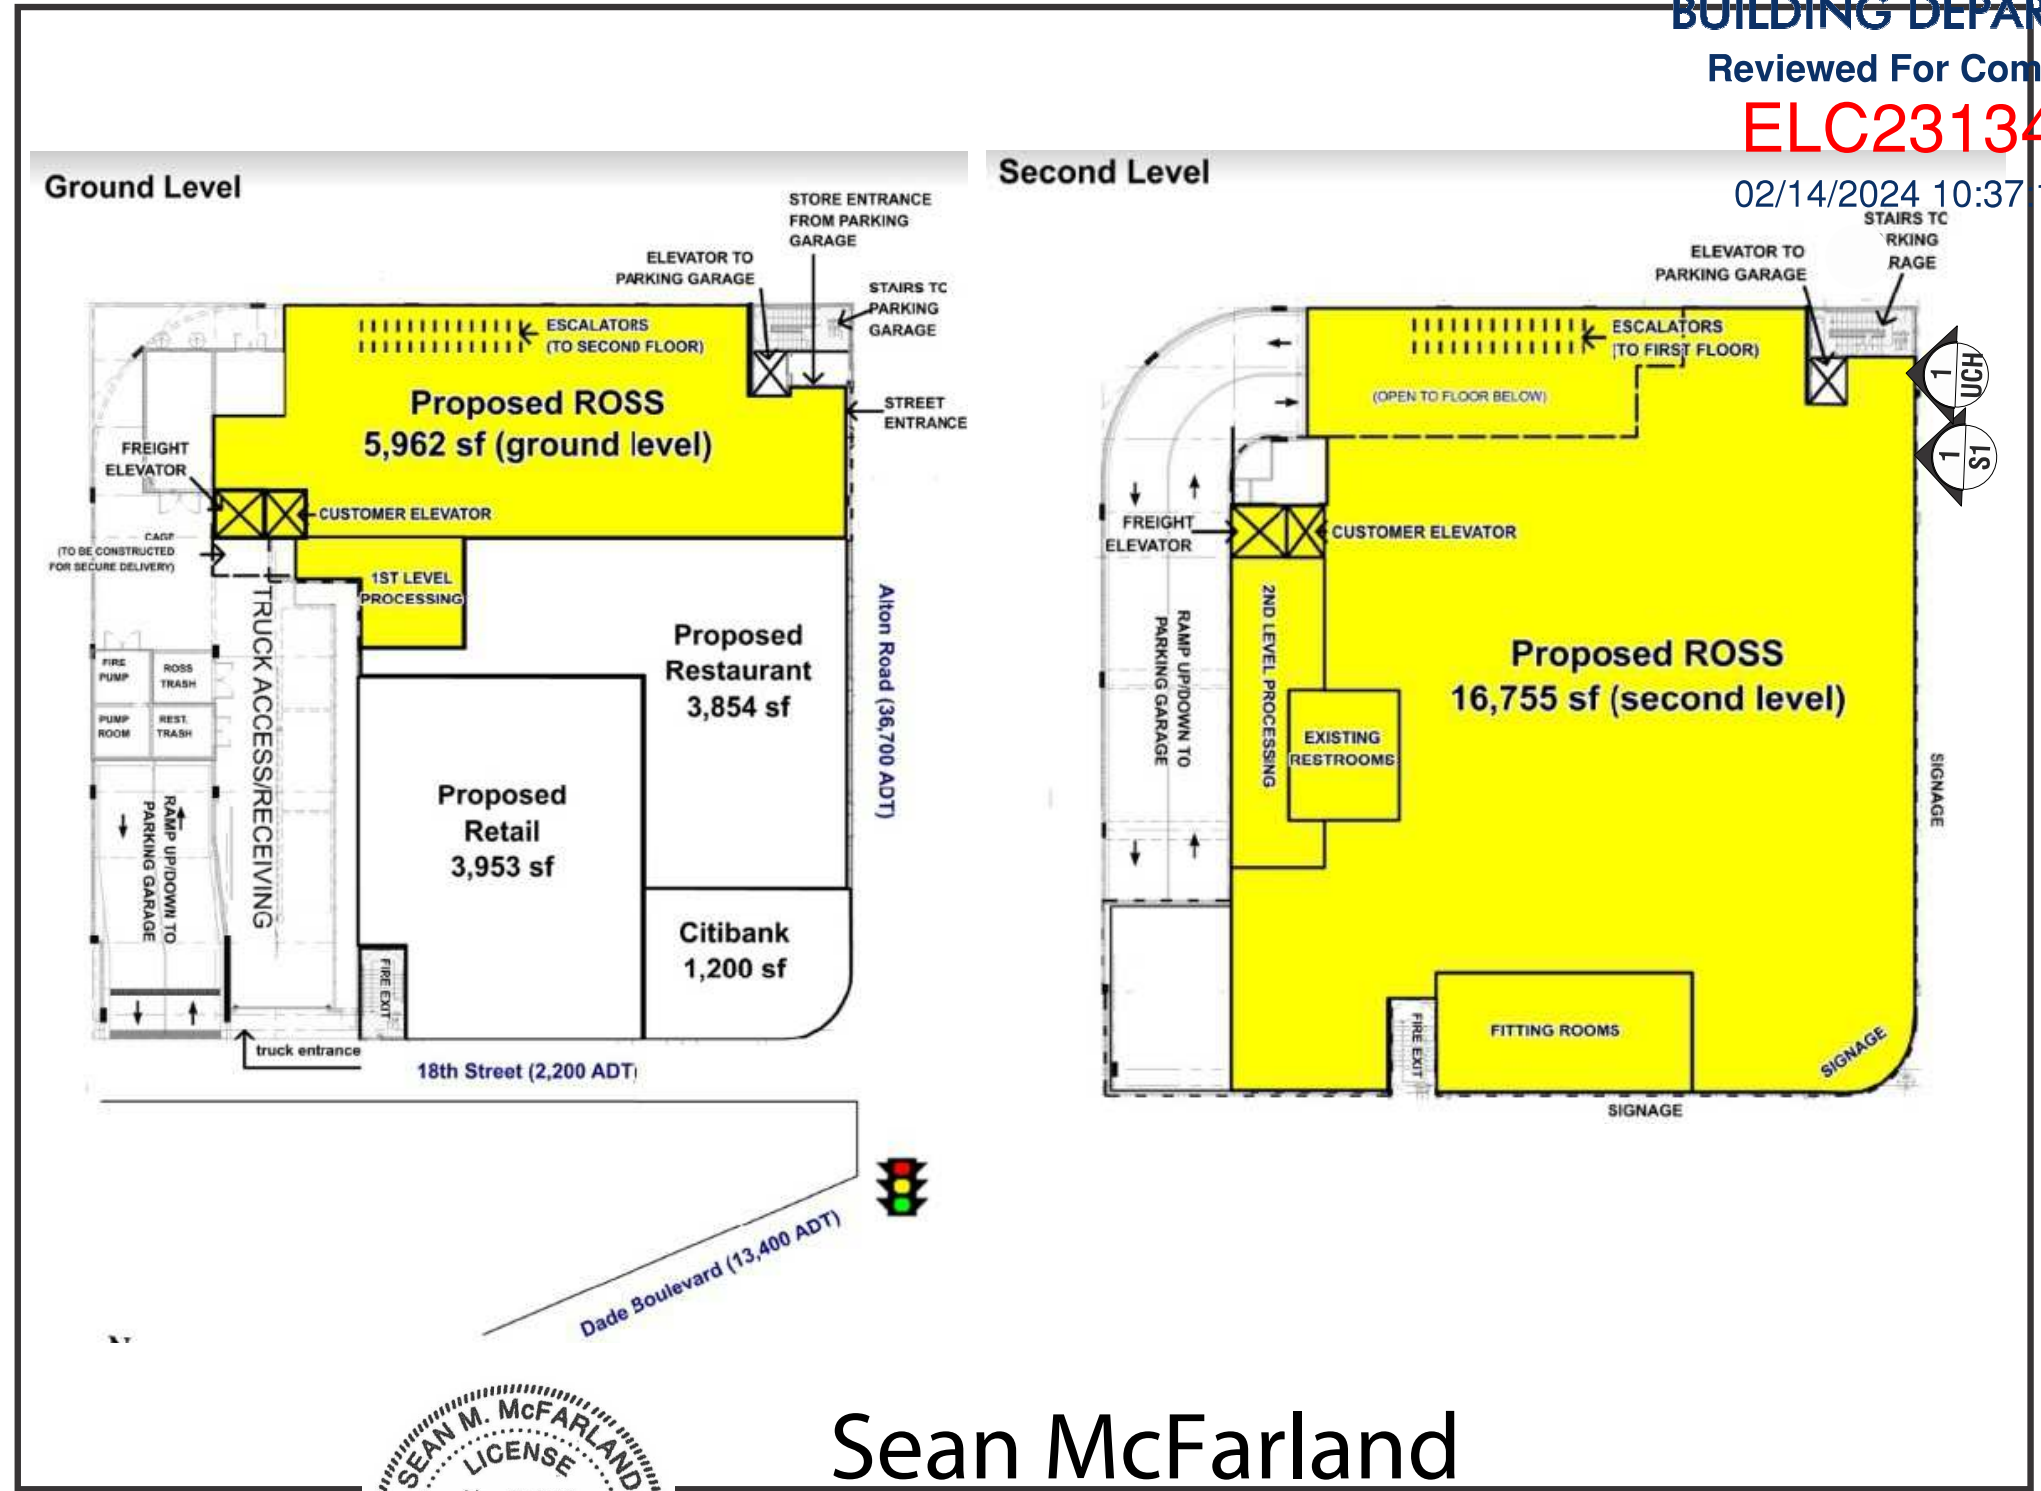 BUILDING DEPAR
Reviewed For Com
ELC23134
02/14/2024 10:37:
Ground Level
STORE ENTRANCE
FROM PARKING
GARAGE
ELEVATOR TO
PARKING GARAGE
STAIRS TC
PARKING
GARAGE
ESCALATORS
(TO SECOND FLOOR)
Proposed ROSS
5,962 sf (ground level)
STREET
ENTRANCE
FREIGHT
ELEVATOR
CUSTOMER ELEVATOR
CAGE
(TO BE CONSTRUCTED
FOR SECURE DELIVERY)
1ST LEVEL
PROCESSING
TRUCK ACCESS/RECEIVING
FIRE
PUMP
ROSS
TRASH
PUMP
ROOM
REST.
TRASH
RAMP UP/DOWN TO
PARKING GARAGE
Proposed
Restaurant
3,854 sf
Alton Road (36,700 ADT)
Proposed
Retail
3,953 sf
Citibank
1,200 sf
FIRE EXIT
truck entrance
18th Street (2,200 ADT)
Dade Boulevard (13,400 ADT)
Second Level
STAIRS TC
RKING
RAGE
ELEVATOR TO
PARKING GARAGE
ESCALATORS
(TO FIRST FLOOR)
(OPEN TO FLOOR BELOW)
1 UCH
1 S1
FREIGHT
ELEVATOR
CUSTOMER ELEVATOR
RAMP UP/DOWN TO
PARKING GARAGE
2ND LEVEL PROCESSING
EXISTING
RESTROOMS
Proposed ROSS
16,755 sf (second level)
SIGNAGE
FIRE EXIT
FITTING ROOMS
SIGNAGE
SIGNAGE
SEAN M. McFARLAND
LICENSE
Sean McFarland